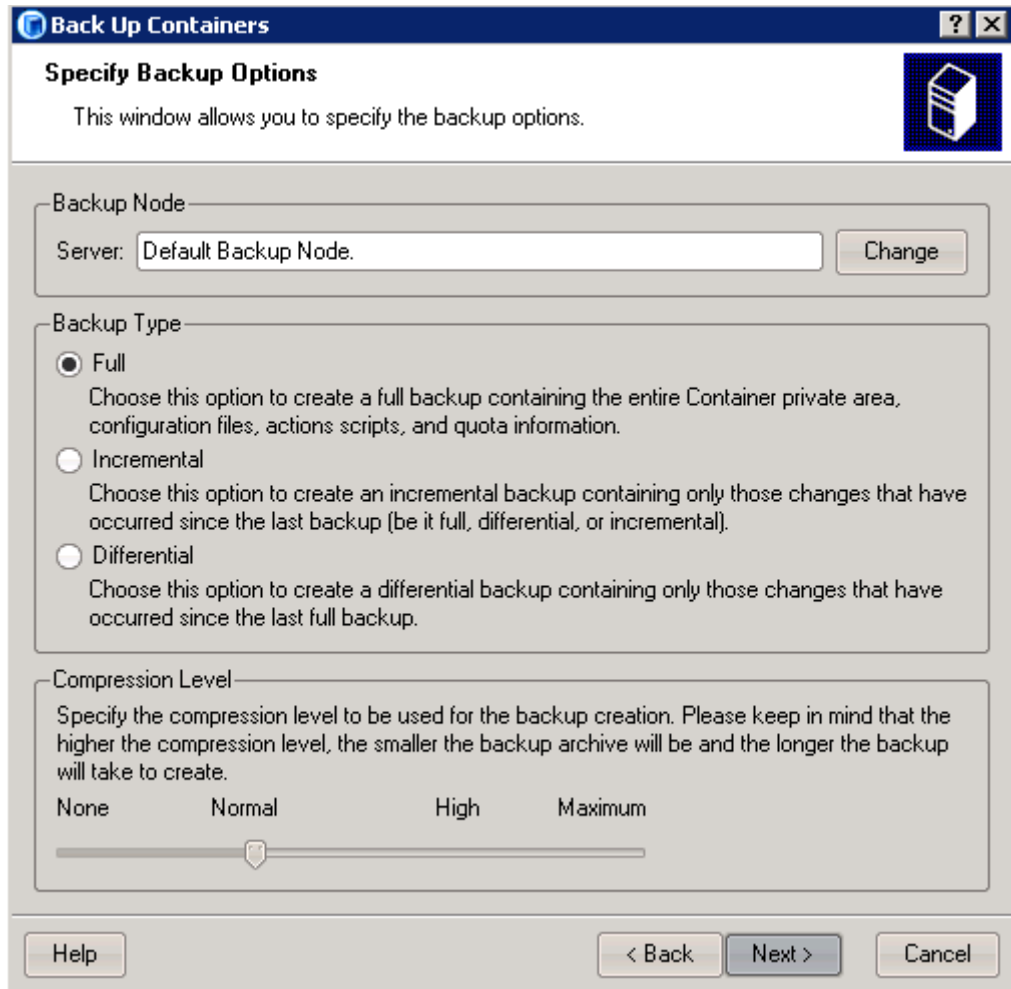 Back Up Containers
Specify Backup Options
This window allows you to specify the backup options.
Backup Node
Server: Default Backup Node. Change
Backup Type
Full
Choose this option to create a full backup containing the entire Container private area,
configuration files, actions scripts, and quota information.
Incremental
Choose this option to create an incremental backup containing only those changes that have
occurred since the last backup (be it full, differential, or incremental).
Differential
Choose this option to create a differential backup containing only those changes that have
occurred since the last full backup.
Compression Level
Specify the compression level to be used for the backup creation. Please keep in mind that the
higher the compression level, the smaller the backup archive will be and the longer the backup
will take to create.
None Normal High Maximum
Help < Back Next > Cancel